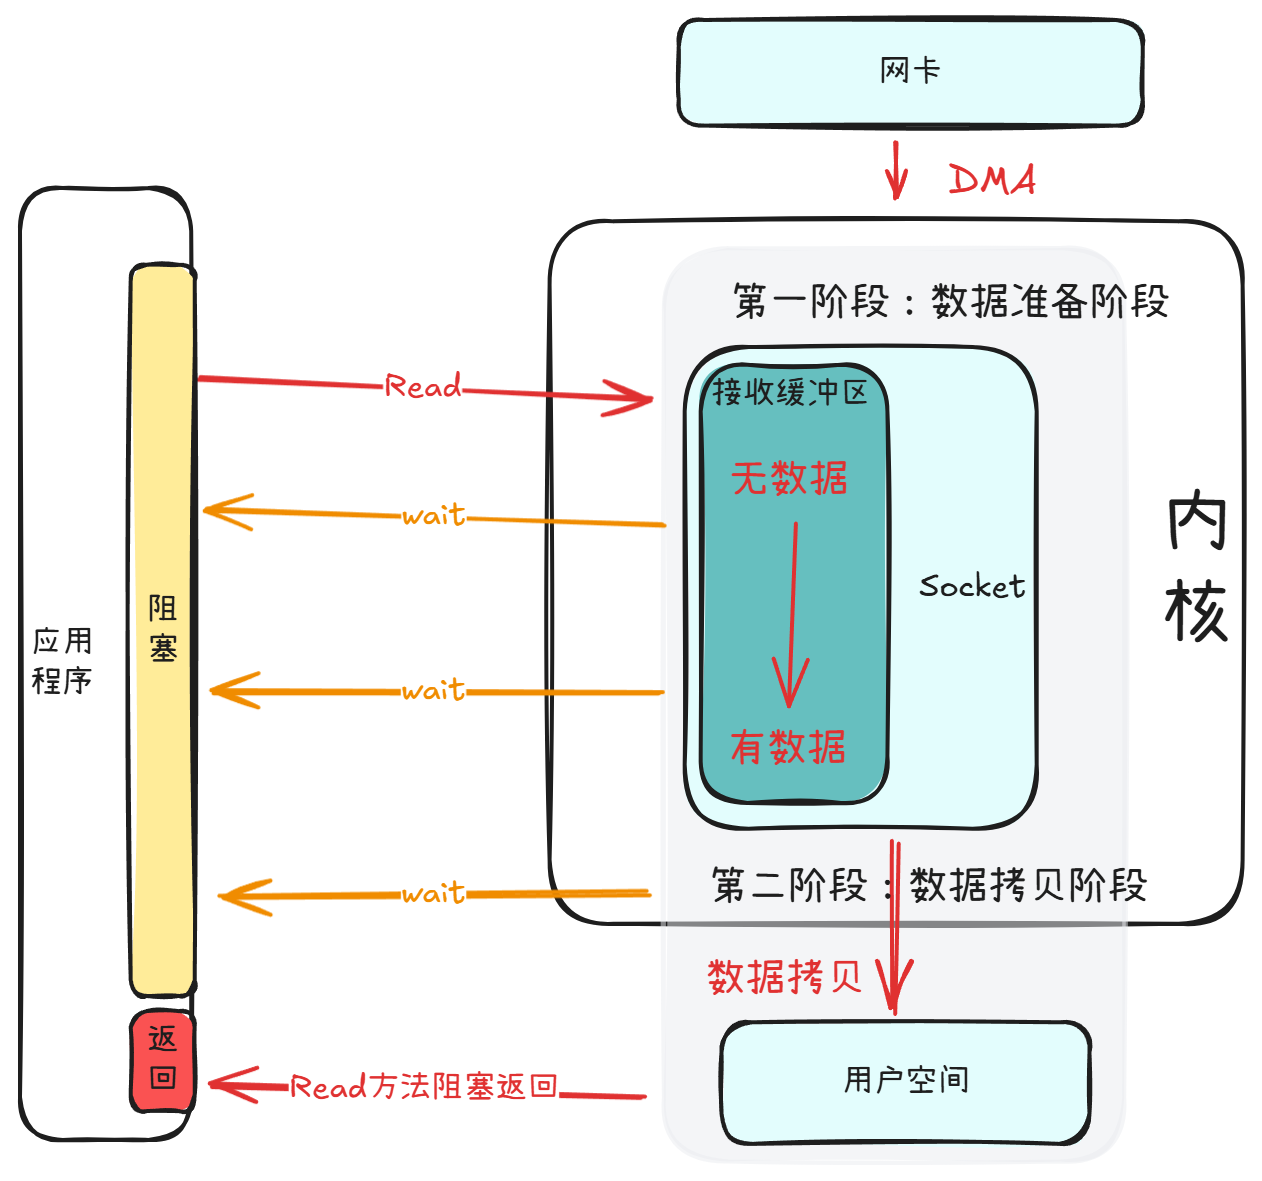 网卡
DMA
第一阶段：数据准备阶段
Read
接收缓冲区
无数据
wait
内
核
Socket
阻
塞
应用
程序
wait
有数据
第二阶段：数据拷贝阶段
wait
数据拷贝
返
回
Read方法阻塞返回
用户空间